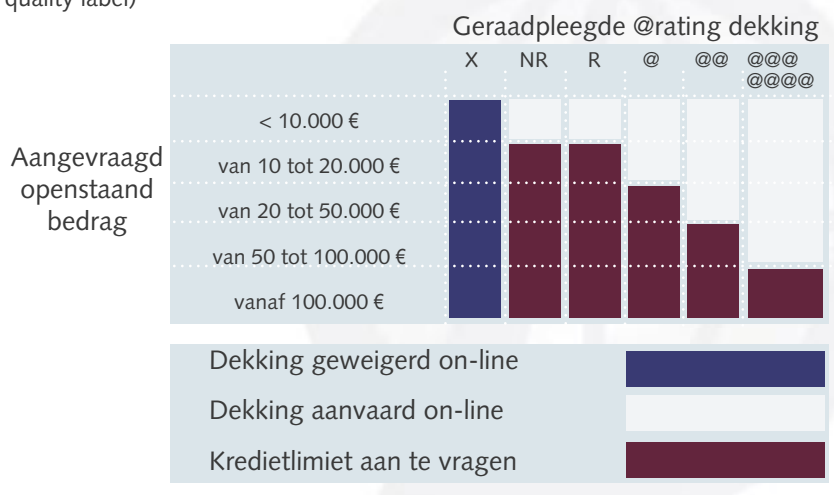 quality label)
Geraadpleegde @rating dekking
X NR R @ @@ @@@
@@@@
< 10.000 €
Aangevraagd
openstaand
bedrag
van 10 tot 20.000 €
van 20 tot 50.000 €
van 50 tot 100.000 €
vanaf 100.000 €
Dekking geweigerd on-line
Dekking aanvaard on-line
Kredietlimiet aan te vragen